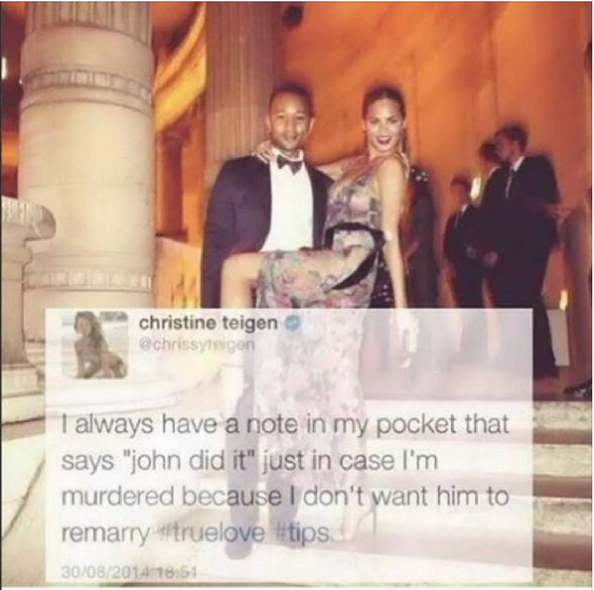 christine teigen
@chrissyteigen
I always have a note in my pocket that
says "john did it" just in case I'm
murdered because I don't want him to
remarry #truelove #tips
30/08/2014 18:51